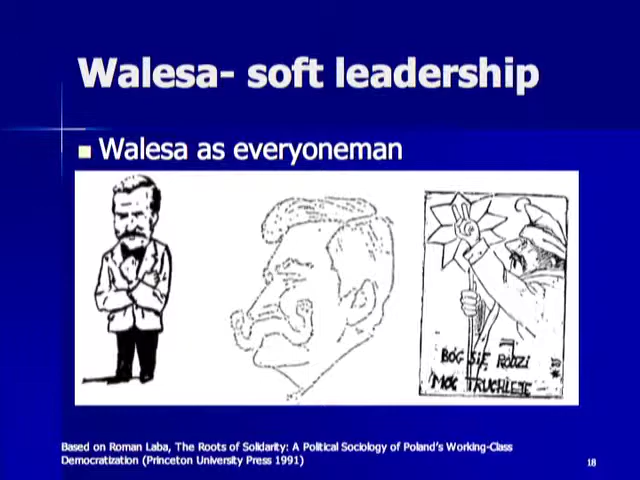 Walesa- soft leadership
Walesa as everyoneman
BÓG SIĘ RODZI
MOC TRUCHLEJE
Based on Roman Laba, The Roots of Solidarity: A Political Sociology of Poland's Working-Class
Democratization (Princeton University Press 1991)
18